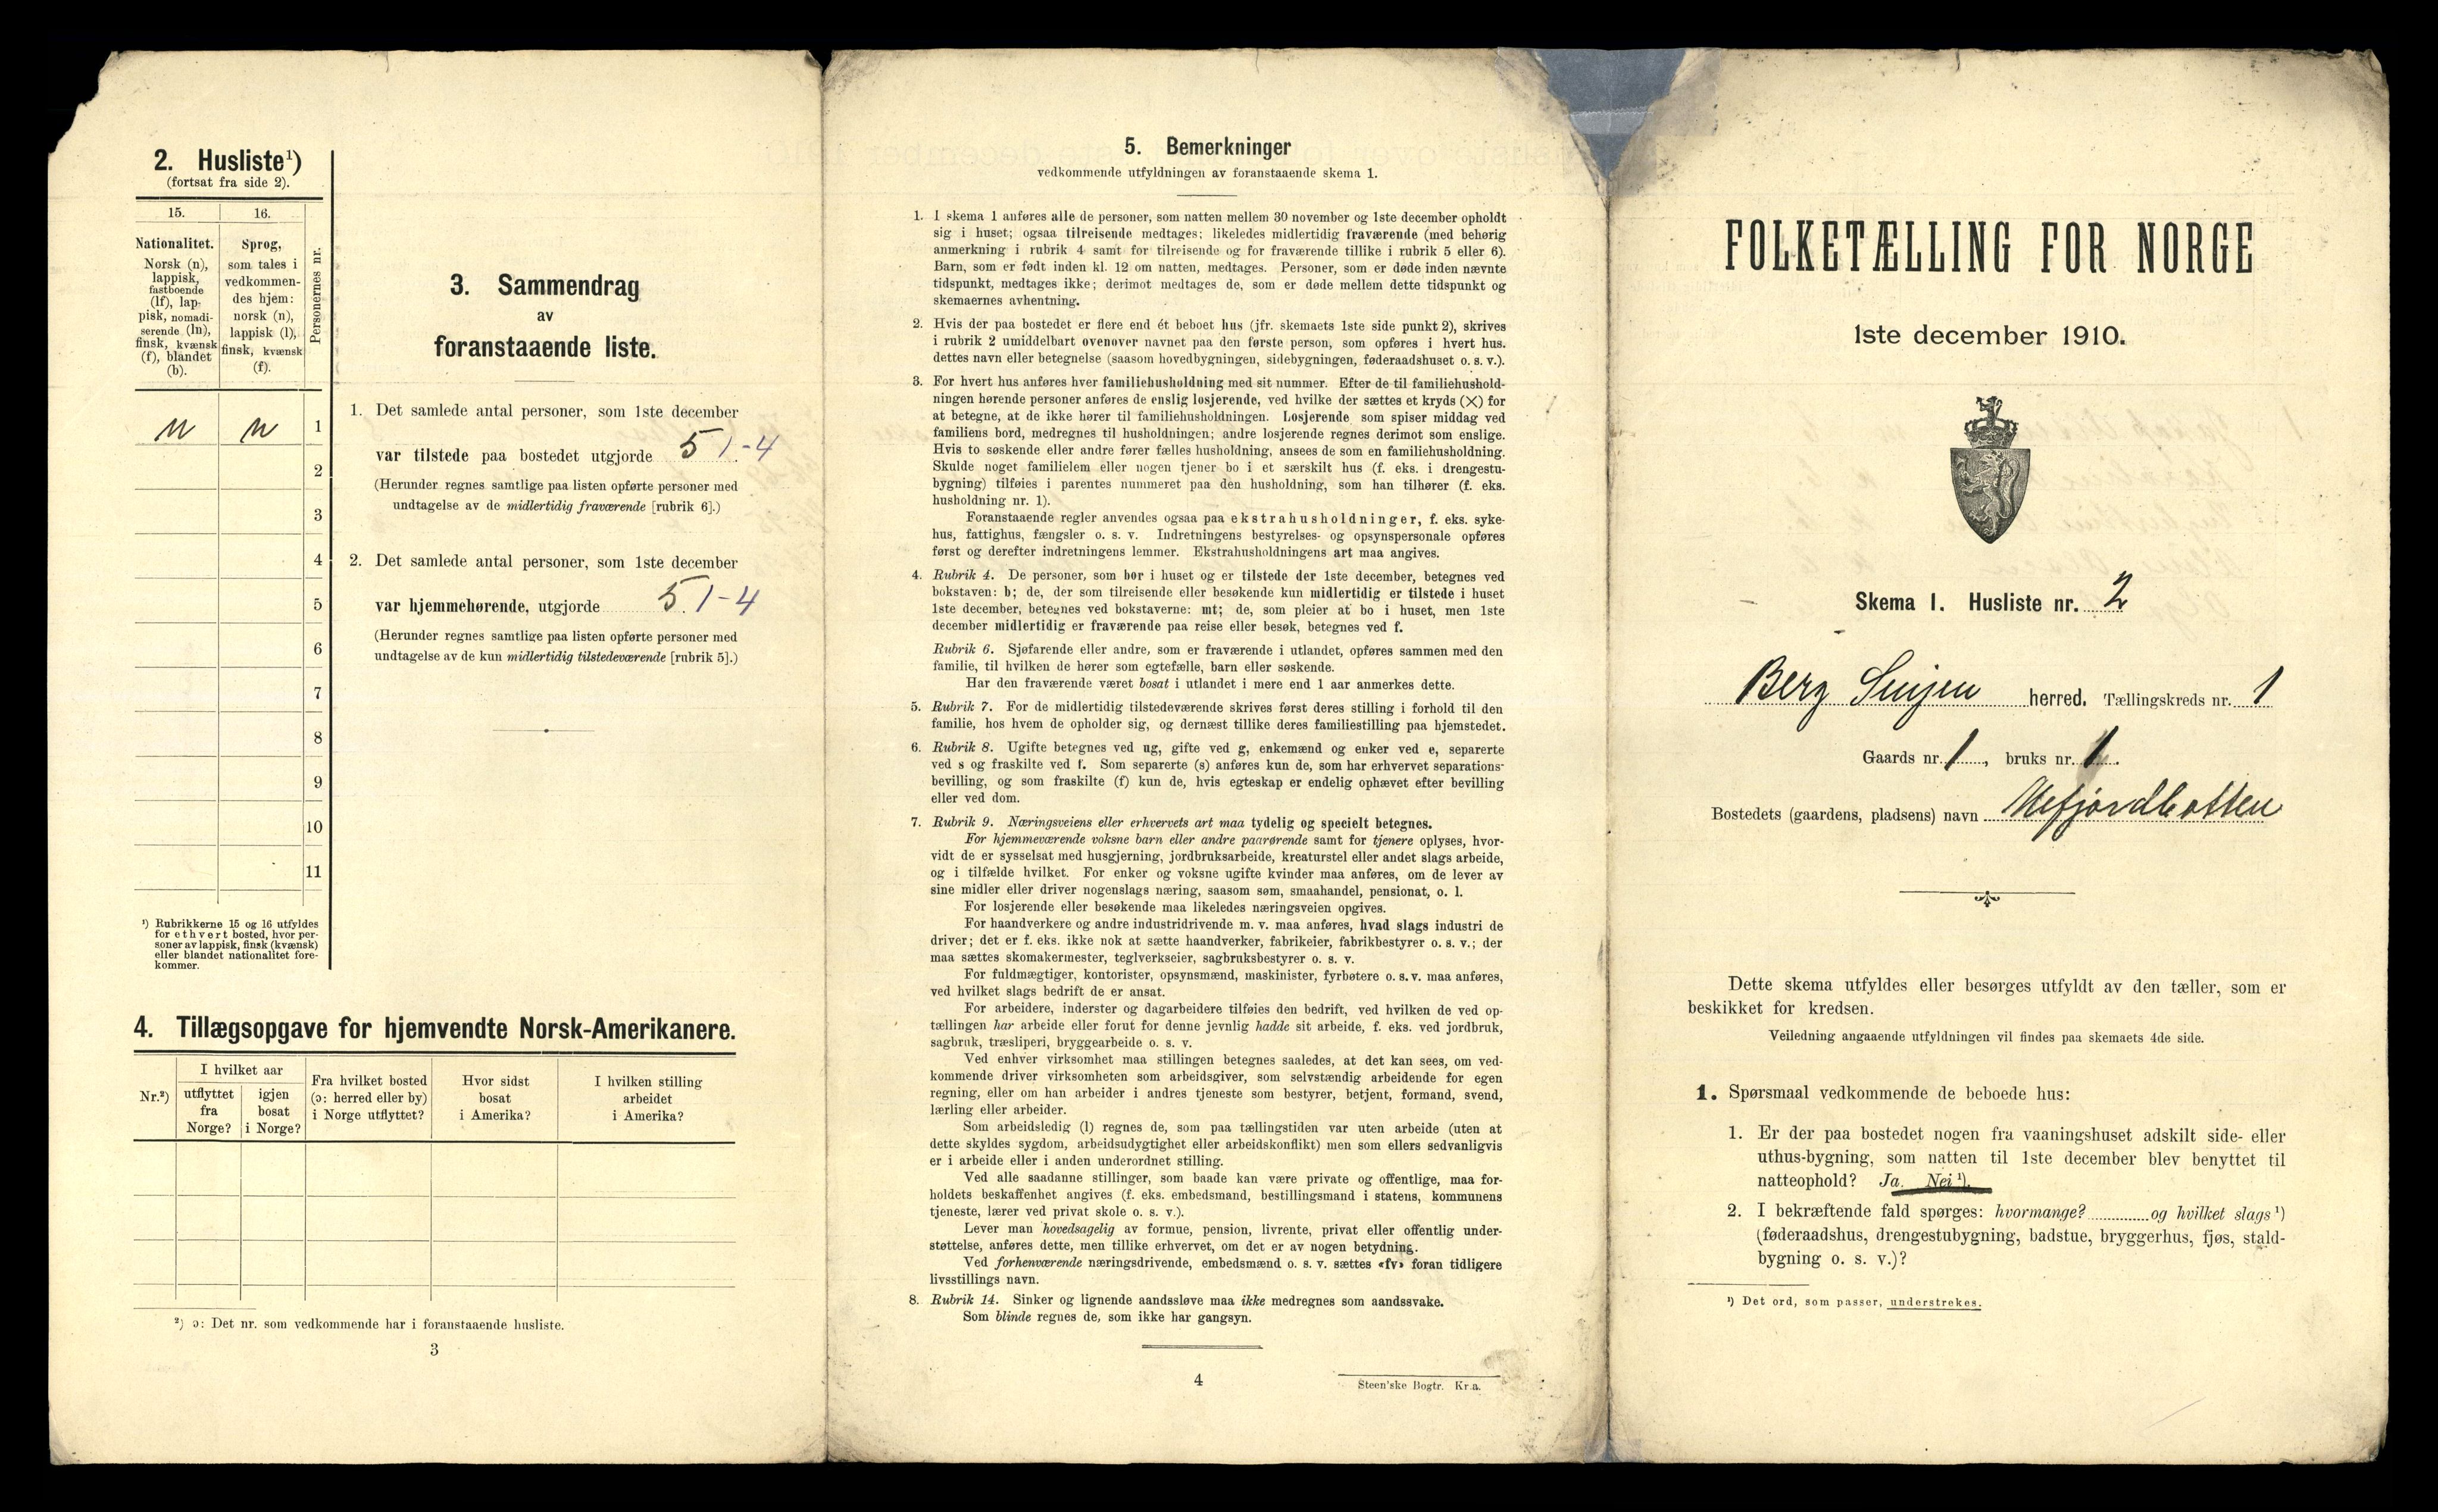 2. Husliste¹)
(fortsat fra side 2).
15.
16.
Personernes nr.
Nationalitet.
Norsk (n),
lappisk,
fastboende
(lf), lap-
pisk, nomadi-
serende (ln),
finsk, kvænsk
(f), blandet
(b).
Sprog,
som tales i
vedkommen-
des hjem:
norsk (n),
lappisk (l),
finsk, kvænsk
(f).
n n 1
2
3
4
5
6
7
8
9
10
11
¹) Rubrikkerne 15 og 16 utfyldes
for ethvert bosted, hvor per-
soner av lappisk, finsk (kvænsk)
eller blandet nationalitet fore-
kommer.
3. Sammendrag
av
foranstaaende liste.
1. Det samlede antal personer, som 1ste december
var tilstede paa bostedet utgjorde 5 1-4
(Herunder regnes samtlige paa listen opførte personer med
undtagelse av de midlertidig fraværende [rubrik 6].)
2. Det samlede antal personer, som 1ste december
var hjemmehørende, utgjorde 5. 1-4
(Herunder regnes samtlige paa listen opførte personer med
undtagelse av de kun midlertidig tilstedeværende [rubrik 5].)
4. Tillægsopgave for hjemvendte Norsk-Amerikanere.
Nr.²)
I hvilket aar
utflyttet
fra
Norge?
igjen
bosat
i Norge?
Fra hvilket bosted
(ɔ: herred eller by)
i Norge utflyttet?
Hvor sidst
bosat
i Amerika?
I hvilken stilling
arbeidet
i Amerika?
²) ɔ: Det nr. som vedkommende har i foranstaaende husliste.
3
5. Bemerkninger
vedkommende utfyldningen av foranstaaende skema 1.
1. I skema 1 anføres alle de personer, som natten mellem 30 november og 1ste december opholdt
sig i huset; ogsaa tilreisende medtages; likeledes midlertidig fraværende (med behørig
anmerkning i rubrik 4 samt for tilreisende og for fraværende tillike i rubrik 5 eller 6).
Barn, som er født inden kl. 12 om natten, medtages. Personer, som er døde inden nævnte
tidspunkt, medtages ikke; derimot medtages de, som er døde mellem dette tidspunkt og
skemaernes avhentning.
2. Hvis der paa bostedet er flere end ét beboet hus (jfr. skemaets 1ste side punkt 2), skrives
i rubrik 2 umiddelbart ovenover navnet paa den første person, som opføres i hvert hus.
dettes navn eller betegnelse (saasom hovedbygningen, sidebygningen, føderaadshuset o. s. v.).
3. For hvert hus anføres hver familiehusholdning med sit nummer. Efter de til familiehushold-
ningen hørende personer anføres de enslig losjerende, ved hvilke der sættes et kryds (×) for
at betegne, at de ikke hører til familiehusholdningen. Losjerende som spiser middag ved
familiens bord, medregnes til husholdningen; andre losjerende regnes derimot som enslige.
Hvis to søskende eller andre fører fælles husholdning, ansees de som en familiehusholdning.
Skulde noget familielem eller nogen tjener bo i et særskilt hus (f. eks. i drengestu-
bygning) tilføies i parentes nummeret paa den husholdning, som han tilhører (f. eks.
husholdning nr. 1).
Foranstaaende regler anvendes ogsaa paa ekstrahusholdninger, f. eks. syke-
hus, fattighus, fængsler o. s. v. Indretningens bestyrelses- og opsynspersonale opføres
først og derefter indretningens lemmer. Ekstrahusholdningens art maa angives.
4. Rubrik 4. De personer, som bor i huset og er tilstede der 1ste december, betegnes ved
bokstaven: b; de, der som tilreisende eller besøkende kun midlertidig er tilstede i huset
1ste december, betegnes ved bokstaverne: mt; de, som pleier at bo i huset, men 1ste
december midlertidig er fraværende paa reise eller besøk, betegnes ved f.
Rubrik 6. Sjøfarende eller andre, som er fraværende i utlandet, opføres sammen med den
familie, til hvilken de hører som egtefælle, barn eller søskende.
Har den fraværende været bosat i utlandet i mere end 1 aar anmerkes dette.
5. Rubrik 7. For de midlertidig tilstedeværende skrives først deres stilling i forhold til den
familie, hos hvem de opholder sig, og dernæst tillike deres familiestilling paa hjemstedet.
6. Rubrik 8. Ugifte betegnes ved ug, gifte ved g, enkemænd og enker ved e, separerte
ved s og fraskilte ved f. Som separerte (s) anføres kun de, som har erhvervet separations-
bevilling, og som fraskilte (f) kun de, hvis egteskap er endelig ophævet efter bevilling
eller ved dom.
7. Rubrik 9. Næringsveiens eller erhvervets art maa tydelig og specielt betegnes.
For hjemmeværende voksne barn eller andre paarørende samt for tjenere oplyses, hvor-
vidt de er sysselsat med husgjerning, jordbruksarbeide, kreaturstel eller andet slags arbeide,
og i tilfælde hvilket. For enker og voksne ugifte kvinder maa anføres, om de lever av
sine midler eller driver nogenslags næring, saasom søm, smaahandel, pensionat, o. l.
For losjerende eller besøkende maa likeledes næringsveien opgives.
For haandverkere og andre industridrivende m. v. maa anføres, hvad slags industri de
driver; det er f. eks. ikke nok at sætte haandverker, fabrikeier, fabrikbestyrer o. s. v.; der
maa sættes skomakermester, teglverkseier, sagbruksbestyrer o. s. v.
For fuldmægtiger, kontorister, opsynsmænd, maskinister, fyrbøtere o. s. v. maa anføres,
ved hvilket slags bedrift de er ansat.
For arbeidere, inderster og dagarbeidere tilføies den bedrift, ved hvilken de ved op-
tællingen har arbeide eller forut for denne jevnlig hadde sit arbeide, f. eks. ved jordbruk,
sagbruk, træsliperi, bryggearbeide o. s. v.
Ved enhver virksomhet maa stillingen betegnes saaledes, at det kan sees, om ved-
kommende driver virksomheten som arbeidsgiver, som selvstændig arbeidende for egen
regning, eller om han arbeider i andres tjeneste som bestyrer, betjent, formand, svend,
lærling eller arbeider.
Som arbeidsledig (l) regnes de, som paa tællingstiden var uten arbeide (uten at
dette skyldes sygdom, arbeidsudygtighet eller arbeidskonflikt) men som ellers sedvanligvis
er i arbeide eller i anden underordnet stilling.
Ved alle saadanne stillinger, som baade kan være private og offentlige, maa for-
holdets beskaffenhet angives (f. eks. embedsmand, bestillingsmand i statens, kommunens
tjeneste, lærer ved privat skole o. s. v.).
Lever man hovedsagelig av formue, pension, livrente, privat eller offentlig under-
støttelse, anføres dette, men tillike erhvervet, om det er av nogen betydning.
Ved forhenværende næringsdrivende, embedsmænd o. s. v. sættes «fv» foran tidligere
livsstillings navn.
8. Rubrik 14. Sinker og lignende aandssløve maa ikke medregnes som aandssvake.
Som blinde regnes de, som ikke har gangsyn.
4
Steen'ske Bogtr. Kr.a.
FOLKETÆLLING FOR NORGE
1ste december 1910.
Skema 1. Husliste nr. 2
Berg Senjen herred. Tællingskreds nr. 1
Gaards nr. 1, bruks nr. 1.
Bostedets (gaardens, pladsens) navn Mefjordbotten
Dette skema utfyldes eller besørges utfyldt av den tæller, som er
beskikket for kredsen.
Veiledning angaaende utfyldningen vil findes paa skemaets 4de side.
1. Spørsmaal vedkommende de beboede hus:
1. Er der paa bostedet nogen fra vaaningshuset adskilt side- eller
uthus-bygning, som natten til 1ste december blev benyttet til
natteophold? Ja. Nei ¹).
2. I bekræftende fald spørges: hvormange? og hvilket slags ¹)
(føderaadshus, drengestubygning, badstue, bryggerhus, fjøs, stald-
bygning o. s. v.)?
¹) Det ord, som passer, understrekes.